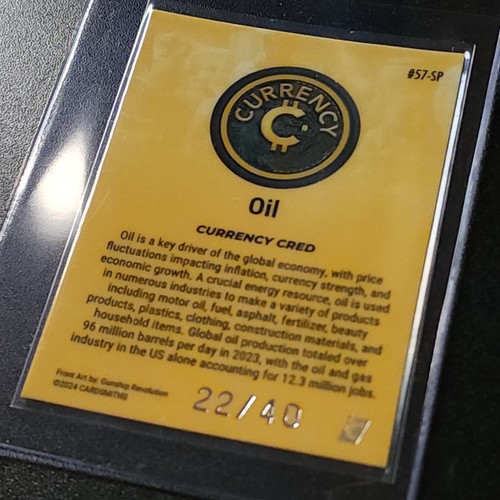 #57-SP
CURRENCY
Oil
CURRENCY CRED
Oil is a key driver of the global economy, with price
fluctuations impacting inflation, currency strength, and
economic growth. A crucial energy resource, oil is used
in numerous industries to make a variety of products
including motor oil, fuel, asphalt, fertilizer, beauty
products, plastics, clothing, construction materials, and
household items. Global oil production totaled over
96 million barrels per day in 2023, with the oil and gas
industry in the US alone accounting for 12.3 million jobs.
Front Art by: Gunship Revolution
©2024 CARDSMITHS
22/40